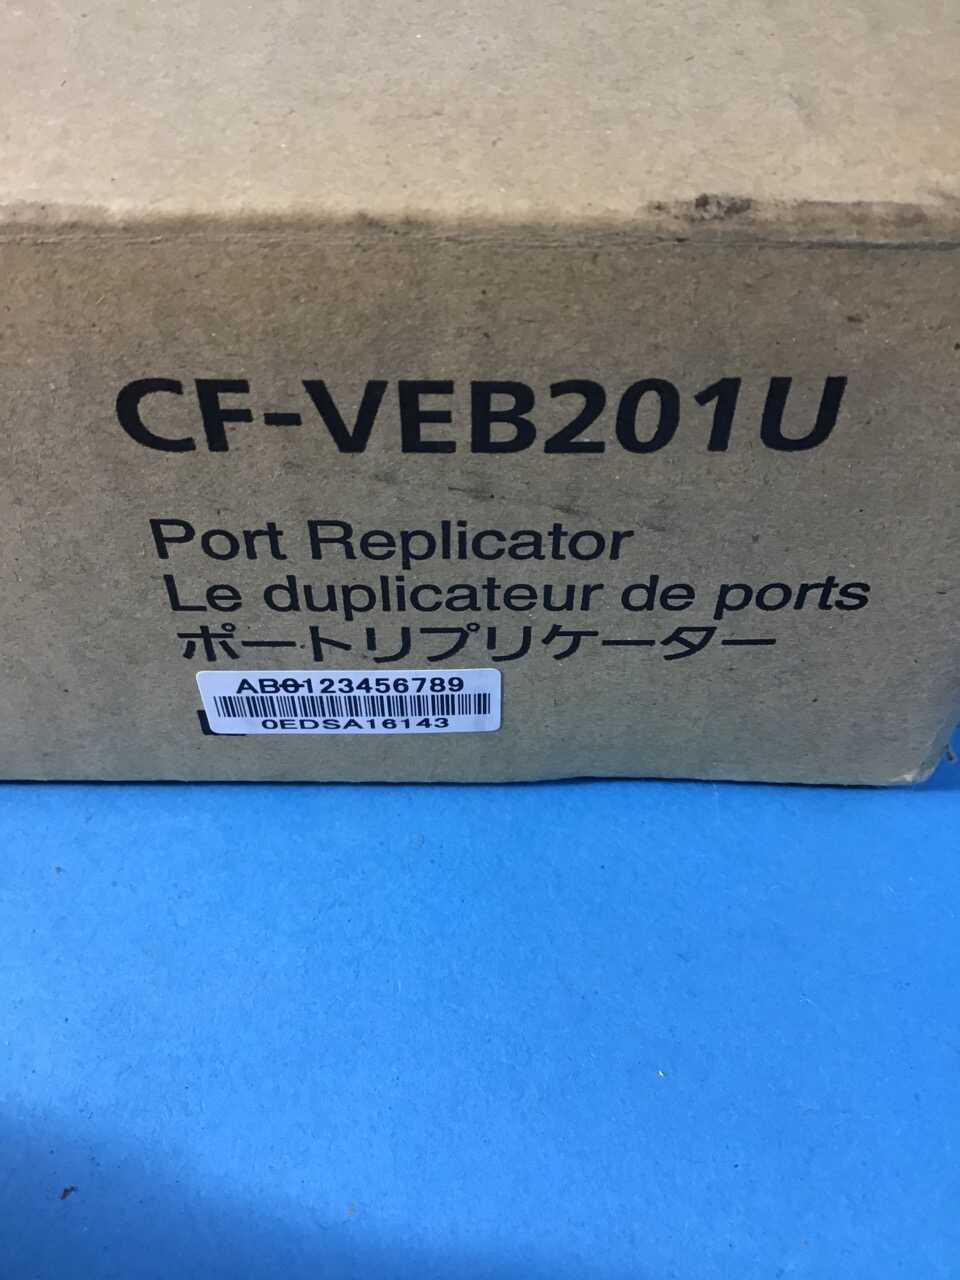 CF-VEB201U
Port Replicator
Le duplicateur de ports
ポートリプリケーター
AB0123456789
0EDSA16143